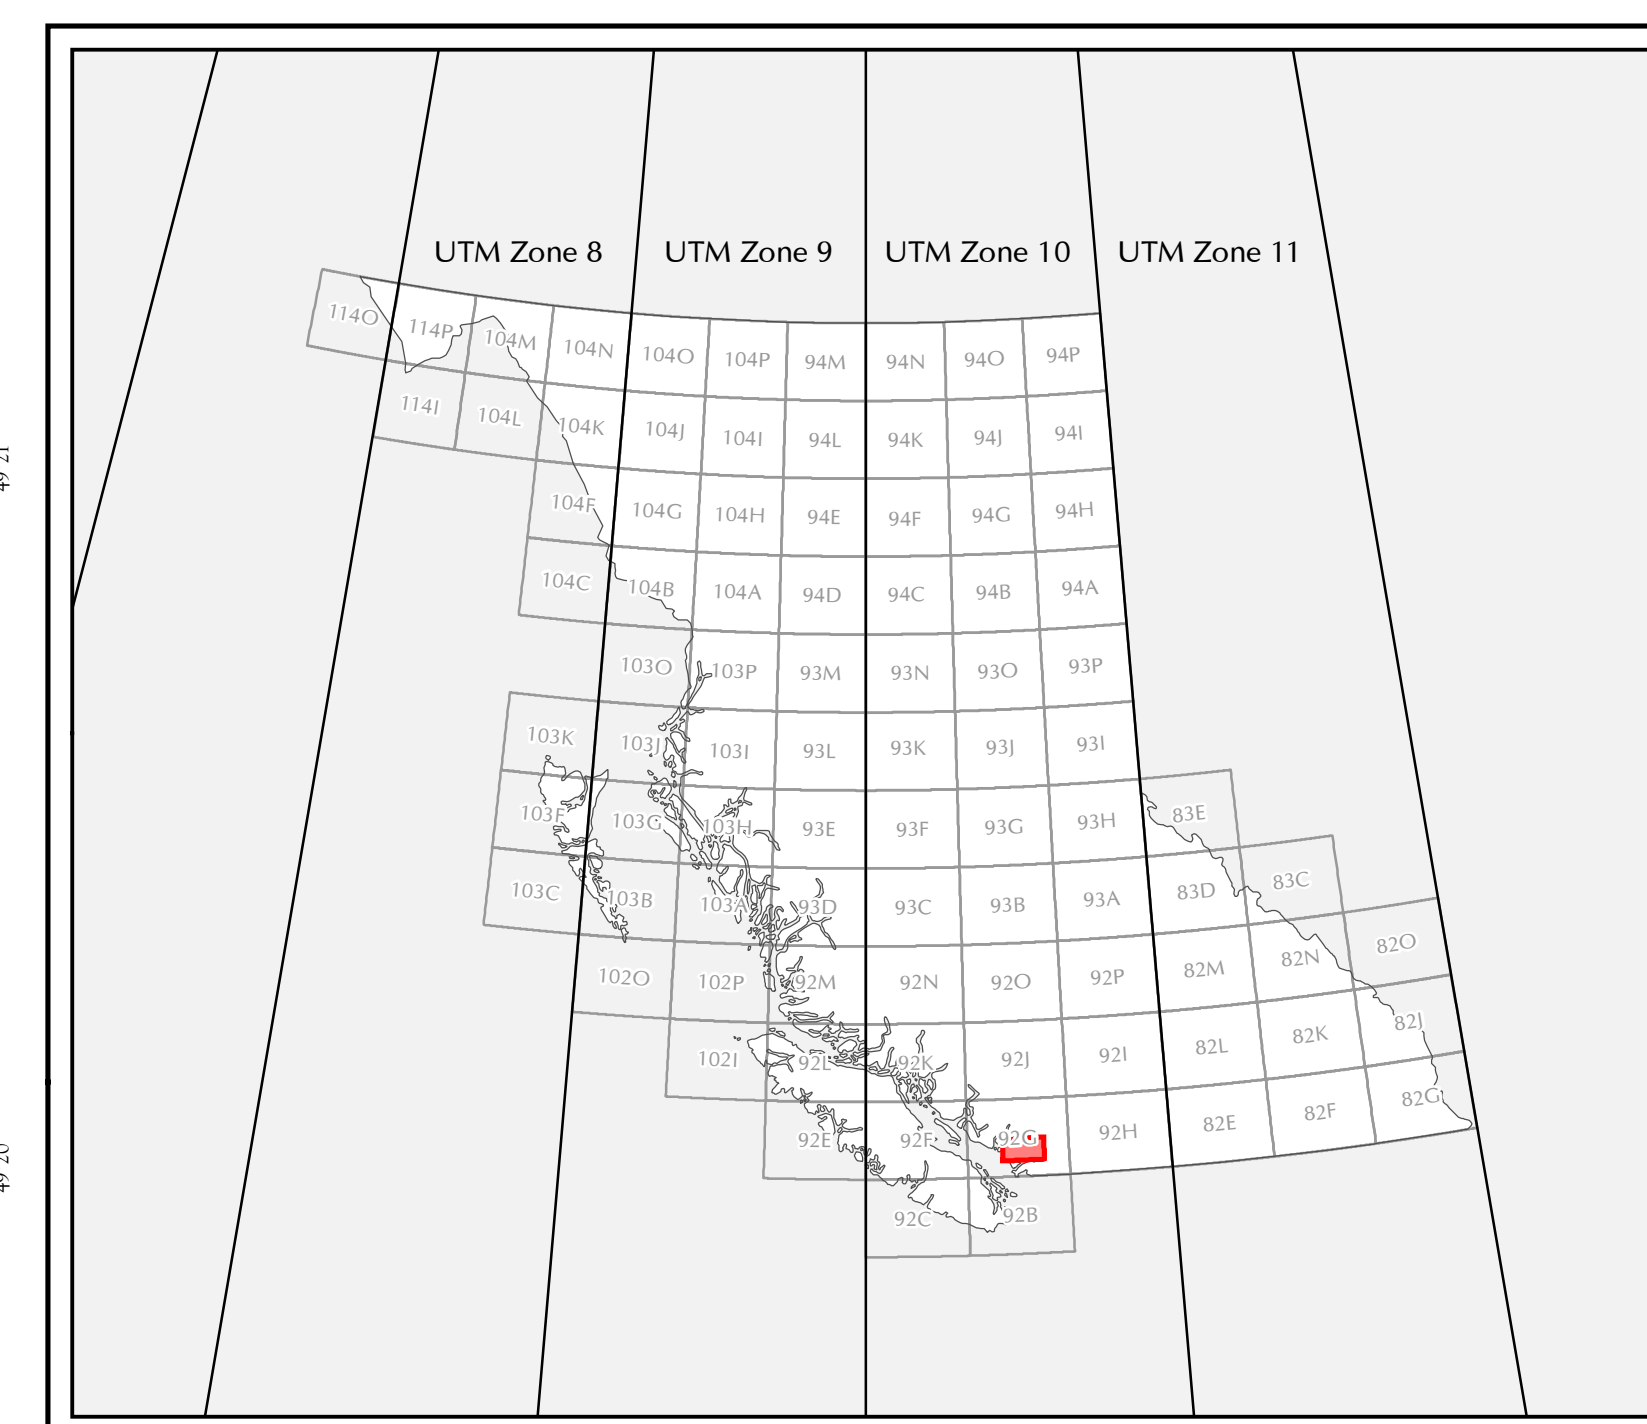 UTM Zone 8 UTM Zone 9 UTM Zone 10 UTM Zone 11
114O 114P 104M 104N 104O 104P 94M 94N 94O 94P
114I 104L 104K 104J 104I 94L 94K 94J 94I
104F 104G 104H 94E 94F 94G 94H
104C 104B 104A 94D 94C 94B 94A
103O 103P 93M 93N 93O 93P
103K 103J 103I 93L 93K 93J 93I
103F 103G 103H 93E 93F 93G 93H 83E
103C 103B 103A 93D 93C 93B 93A 83D 83C
102O 102P 92M 92N 92O 92P 82M 82N 82O
102I 92L 92K 92J 92I 82L 82K 82J
92E 92F 92G 92H 82E 82F 82G
92C 92B